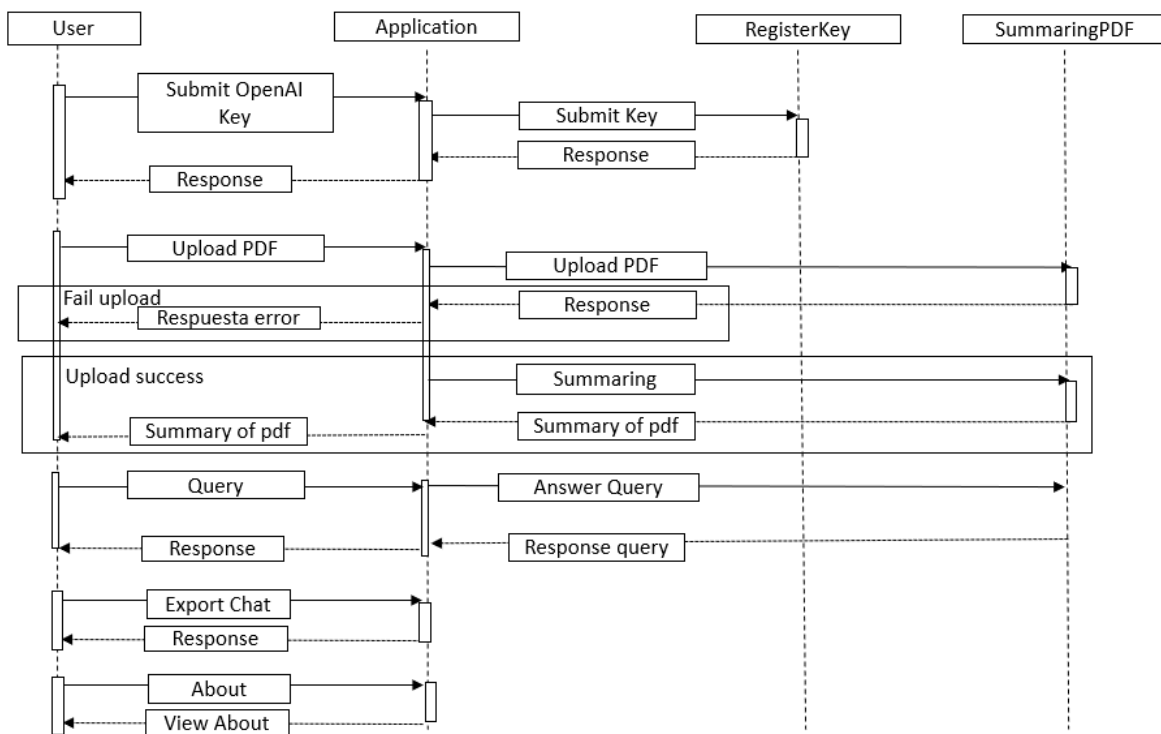 User
Application
RegisterKey
SummaringPDF
Submit OpenAI
Key
Submit Key
Response
Response
Upload PDF
Upload PDF
Fail upload
Response
Respuesta error
Upload success
Summaring
Summary of pdf
Summary of pdf
Query
Answer Query
Response
Response query
Export Chat
Response
About
View About